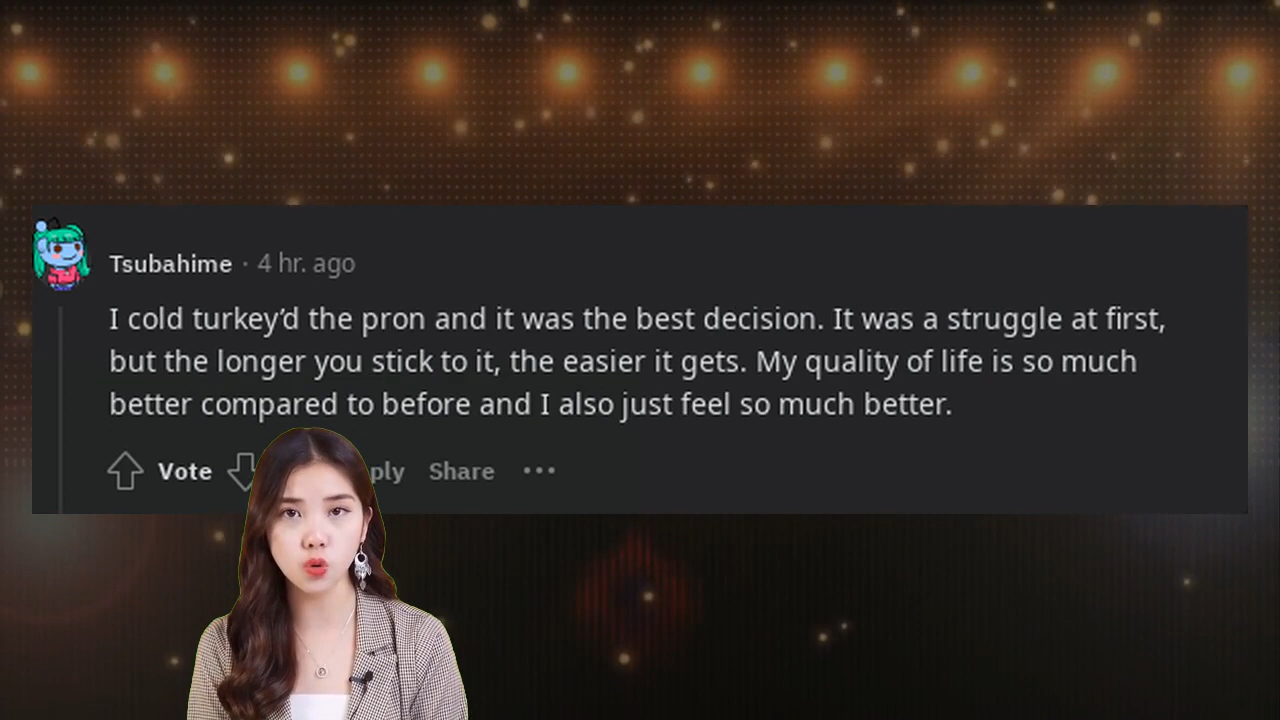 Tsubahime · 4 hr. ago
I cold turkey'd the pron and it was the best decision. It was a struggle at first,
but the longer you stick to it, the easier it gets. My quality of life is so much
better compared to before and I also just feel so much better.
Vote ply Share •••